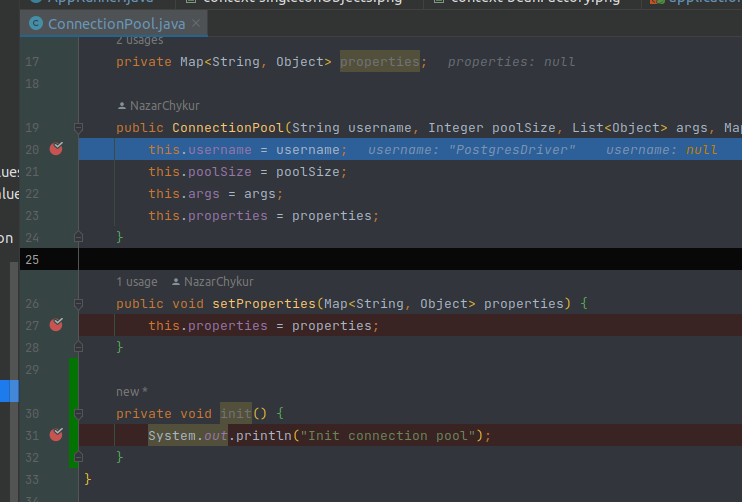 AppRunner.java context-singletonObjects.png context-BeanFactory.png application
ConnectionPool.java ×
2 usages
17 private Map<String, Object> properties; properties: null
18
NazarChykur
19 public ConnectionPool(String username, Integer poolSize, List<Object> args, Map
20 this.username = username; username: "PostgresDriver" username: null
21 this.poolSize = poolSize;
22 this.args = args;
23 this.properties = properties;
24 }
25
1 usage NazarChykur
26 public void setProperties(Map<String, Object> properties) {
27 this.properties = properties;
28 }
29
new *
30 private void init() {
31 System.out.println("Init connection pool");
32 }
33 }
34